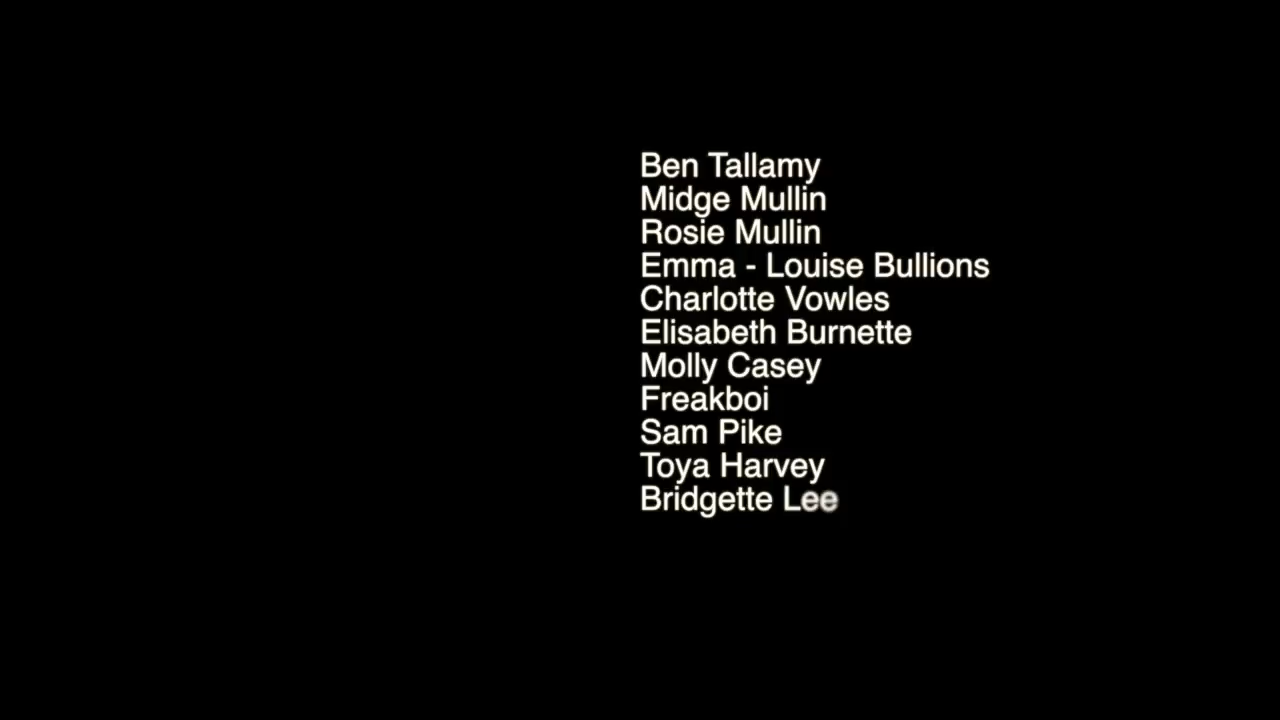 Ben Tallamy
Midge Mullin
Rosie Mullin
Emma - Louise Bullions
Charlotte Vowles
Elisabeth Burnette
Molly Casey
Freakboi
Sam Pike
Toya Harvey
Bridgette Lee